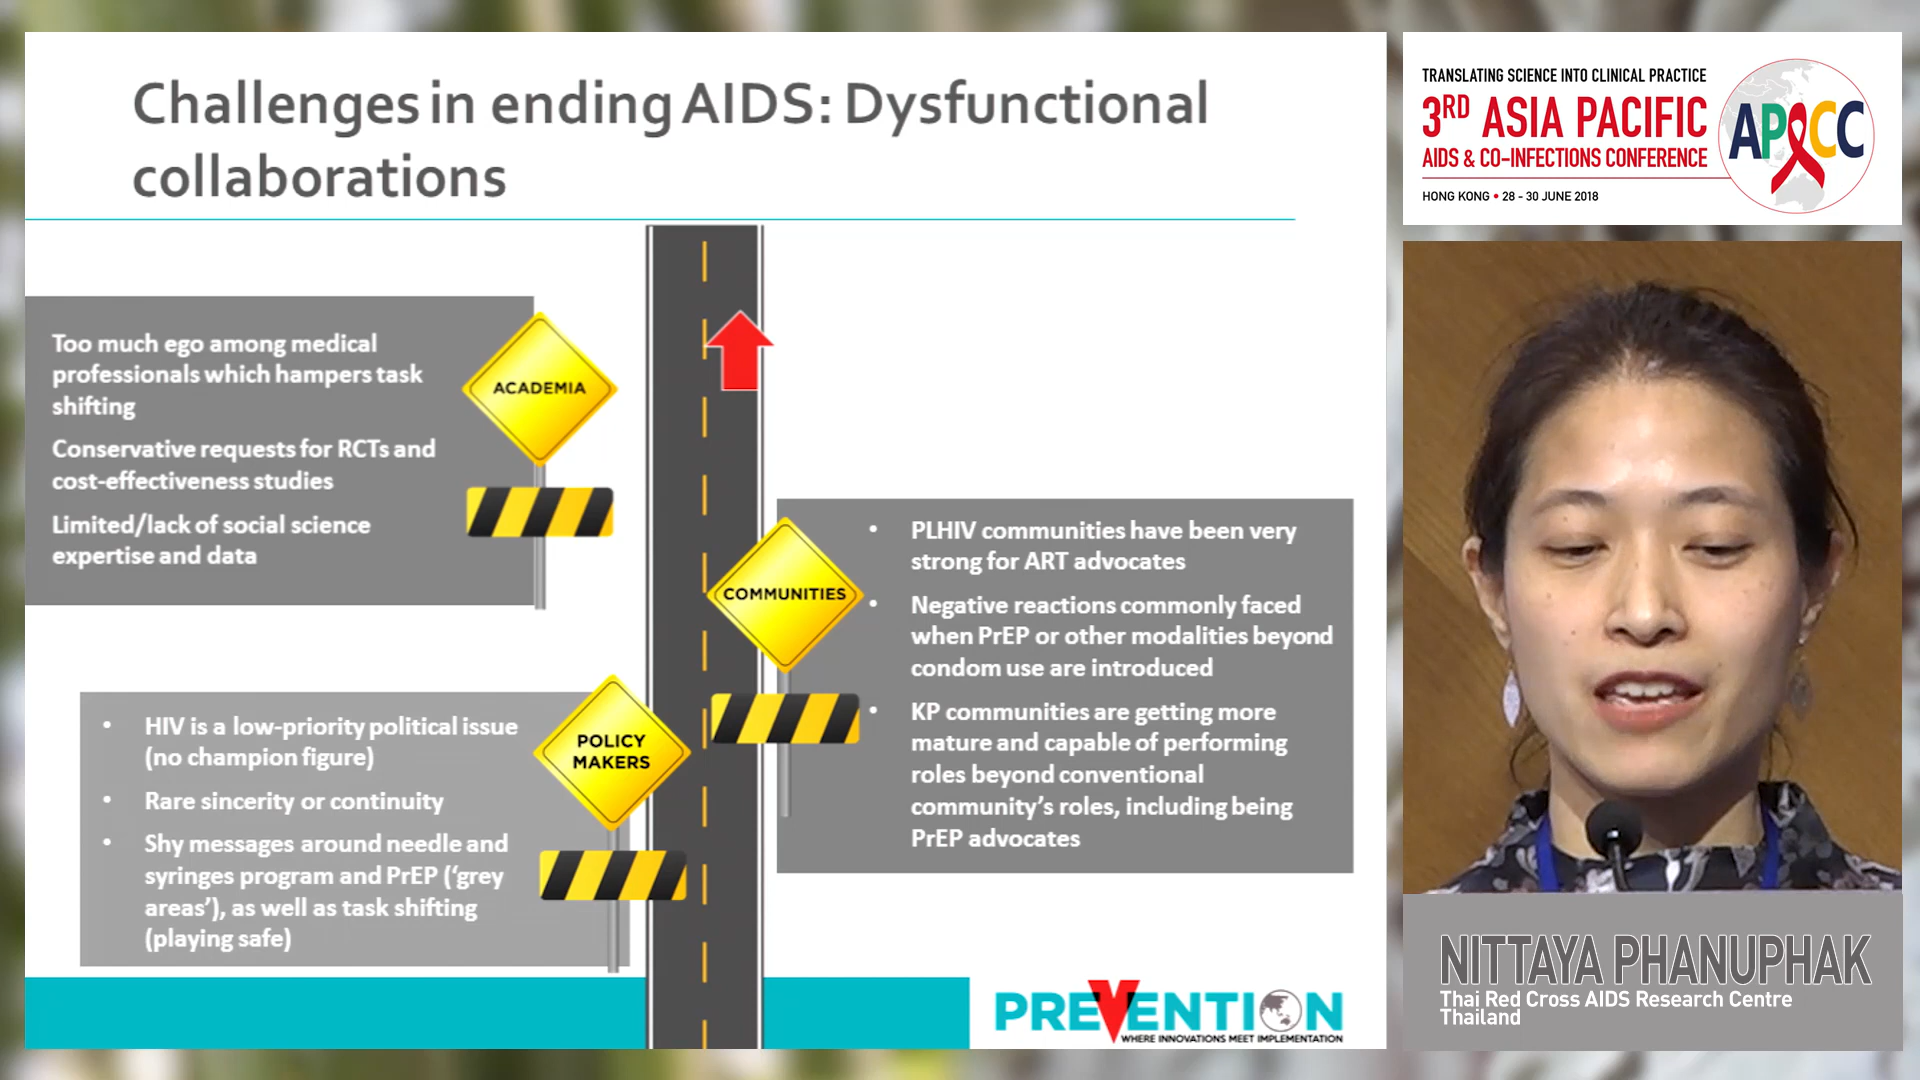 Challenges in ending AIDS: Dysfunctional
collaborations
Too much ego among medical
professionals which hampers task
shifting
Conservative requests for RCTs and
cost-effectiveness studies
Limited/lack of social science
expertise and data
ACADEMIA
COMMUNITIES
• PLHIV communities have been very
strong for ART advocates
• Negative reactions commonly faced
when PrEP or other modalities beyond
condom use are introduced
• KP communities are getting more
mature and capable of performing
roles beyond conventional
community's roles, including being
PrEP advocates
• HIV is a low-priority political issue
(no champion figure)
• Rare sincerity or continuity
• Shy messages around needle and
syringes program and PrEP ('grey
areas'), as well as task shifting
(playing safe)
POLICY
MAKERS
PREVENTION
WHERE INNOVATIONS MEET IMPLEMENTATION
TRANSLATING SCIENCE INTO CLINICAL PRACTICE
3RD ASIA PACIFIC
AIDS & CO-INFECTIONS CONFERENCE
HONG KONG • 28 - 30 JUNE 2018
APACC
NITTAYA PHANUPHAK
Thai Red Cross AIDS Research Centre
Thailand